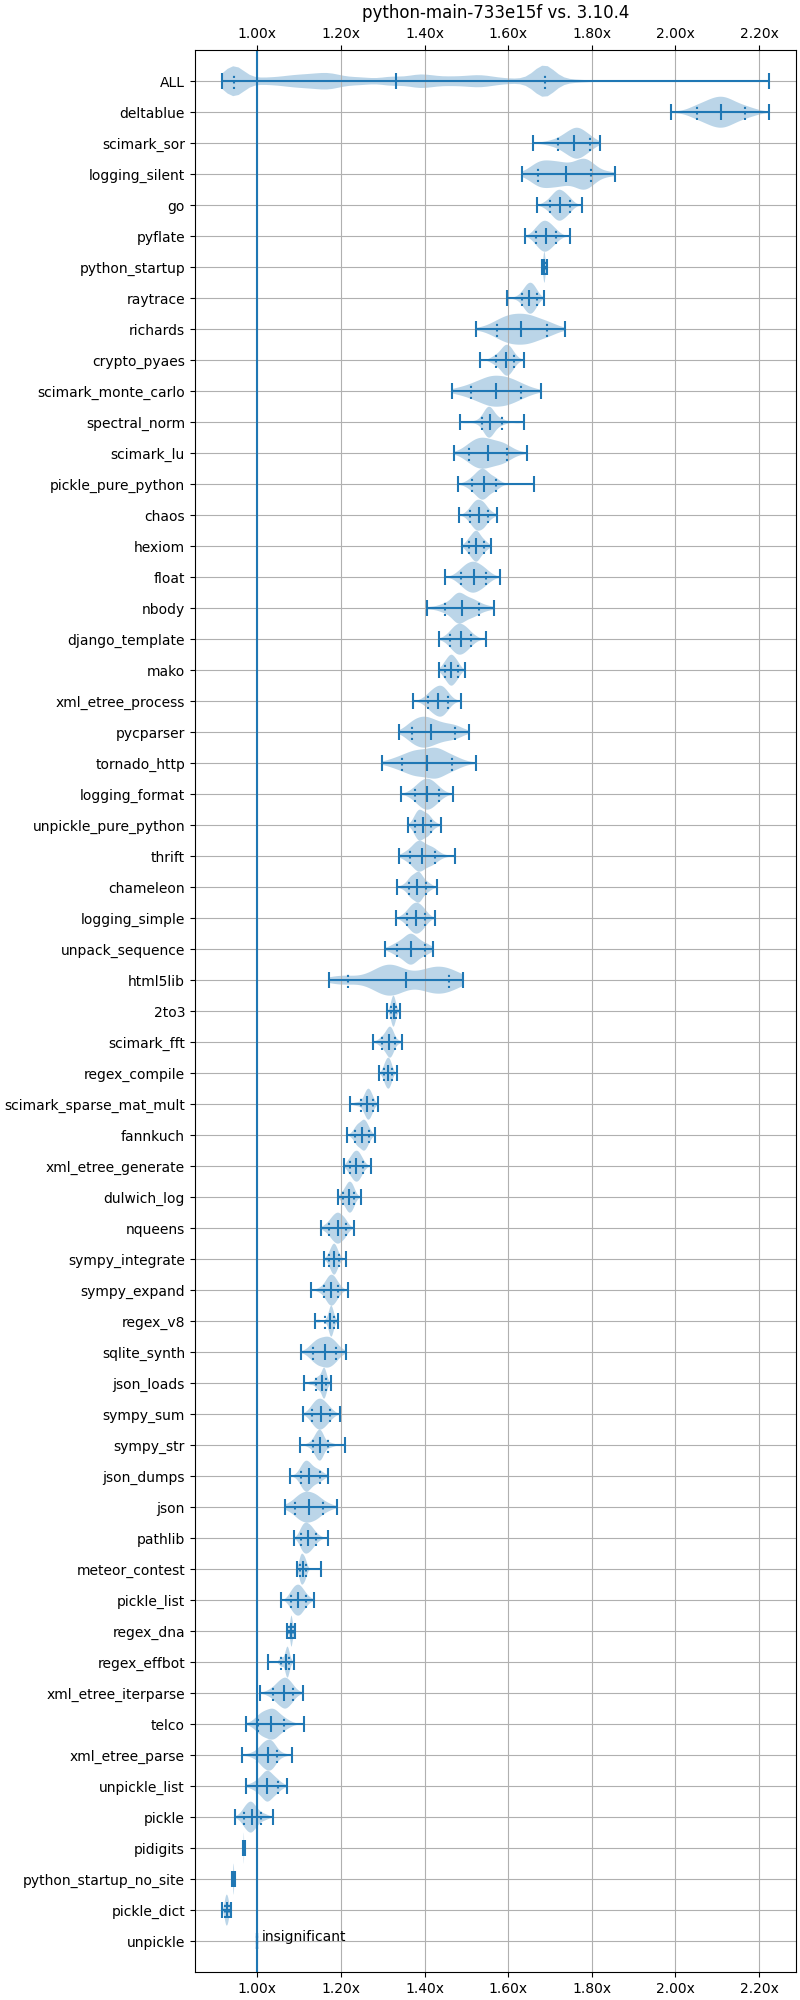 python-main-733e15f vs. 3.10.4
1.00x 1.20x 1.40x 1.60x 1.80x 2.00x 2.20x
ALL
deltablue
scimark_sor
logging_silent
go
pyflate
python_startup
raytrace
richards
crypto_pyaes
scimark_monte_carlo
spectral_norm
scimark_lu
pickle_pure_python
chaos
hexiom
float
nbody
django_template
mako
xml_etree_process
pycparser
tornado_http
logging_format
unpickle_pure_python
thrift
chameleon
logging_simple
unpack_sequence
html5lib
2to3
scimark_fft
regex_compile
scimark_sparse_mat_mult
fannkuch
xml_etree_generate
dulwich_log
nqueens
sympy_integrate
sympy_expand
regex_v8
sqlite_synth
json_loads
sympy_sum
sympy_str
json_dumps
json
pathlib
meteor_contest
pickle_list
regex_dna
regex_effbot
xml_etree_iterparse
telco
xml_etree_parse
unpickle_list
pickle
pidigits
python_startup_no_site
pickle_dict
unpickle insignificant
1.00x 1.20x 1.40x 1.60x 1.80x 2.00x 2.20x